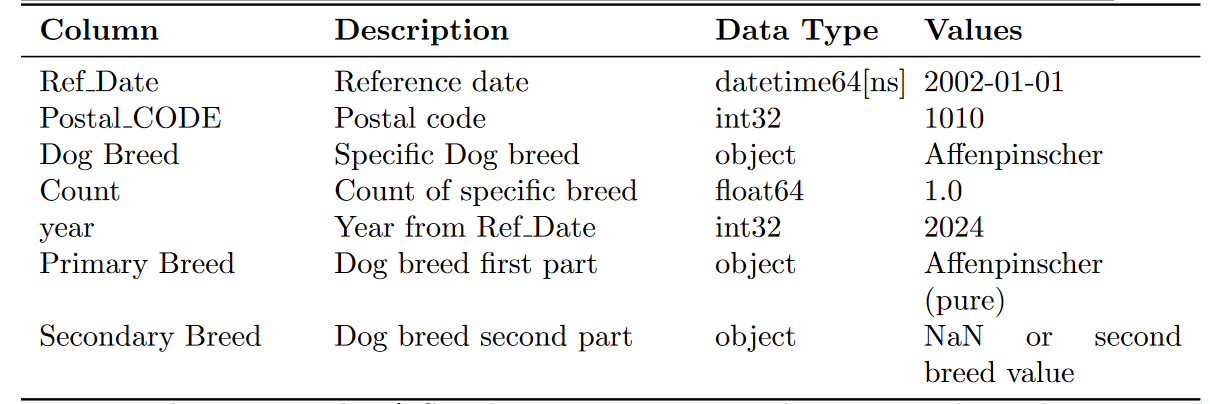 Column Description Data Type Values
Ref_Date Reference date datetime64[ns] 2002-01-01
Postal_CODE Postal code int32 1010
Dog Breed Specific Dog breed object Affenpinscher
Count Count of specific breed float64 1.0
year Year from Ref_Date int32 2024
Primary Breed Dog breed first part object Affenpinscher
(pure)
Secondary Breed Dog breed second part object NaN or second
breed value